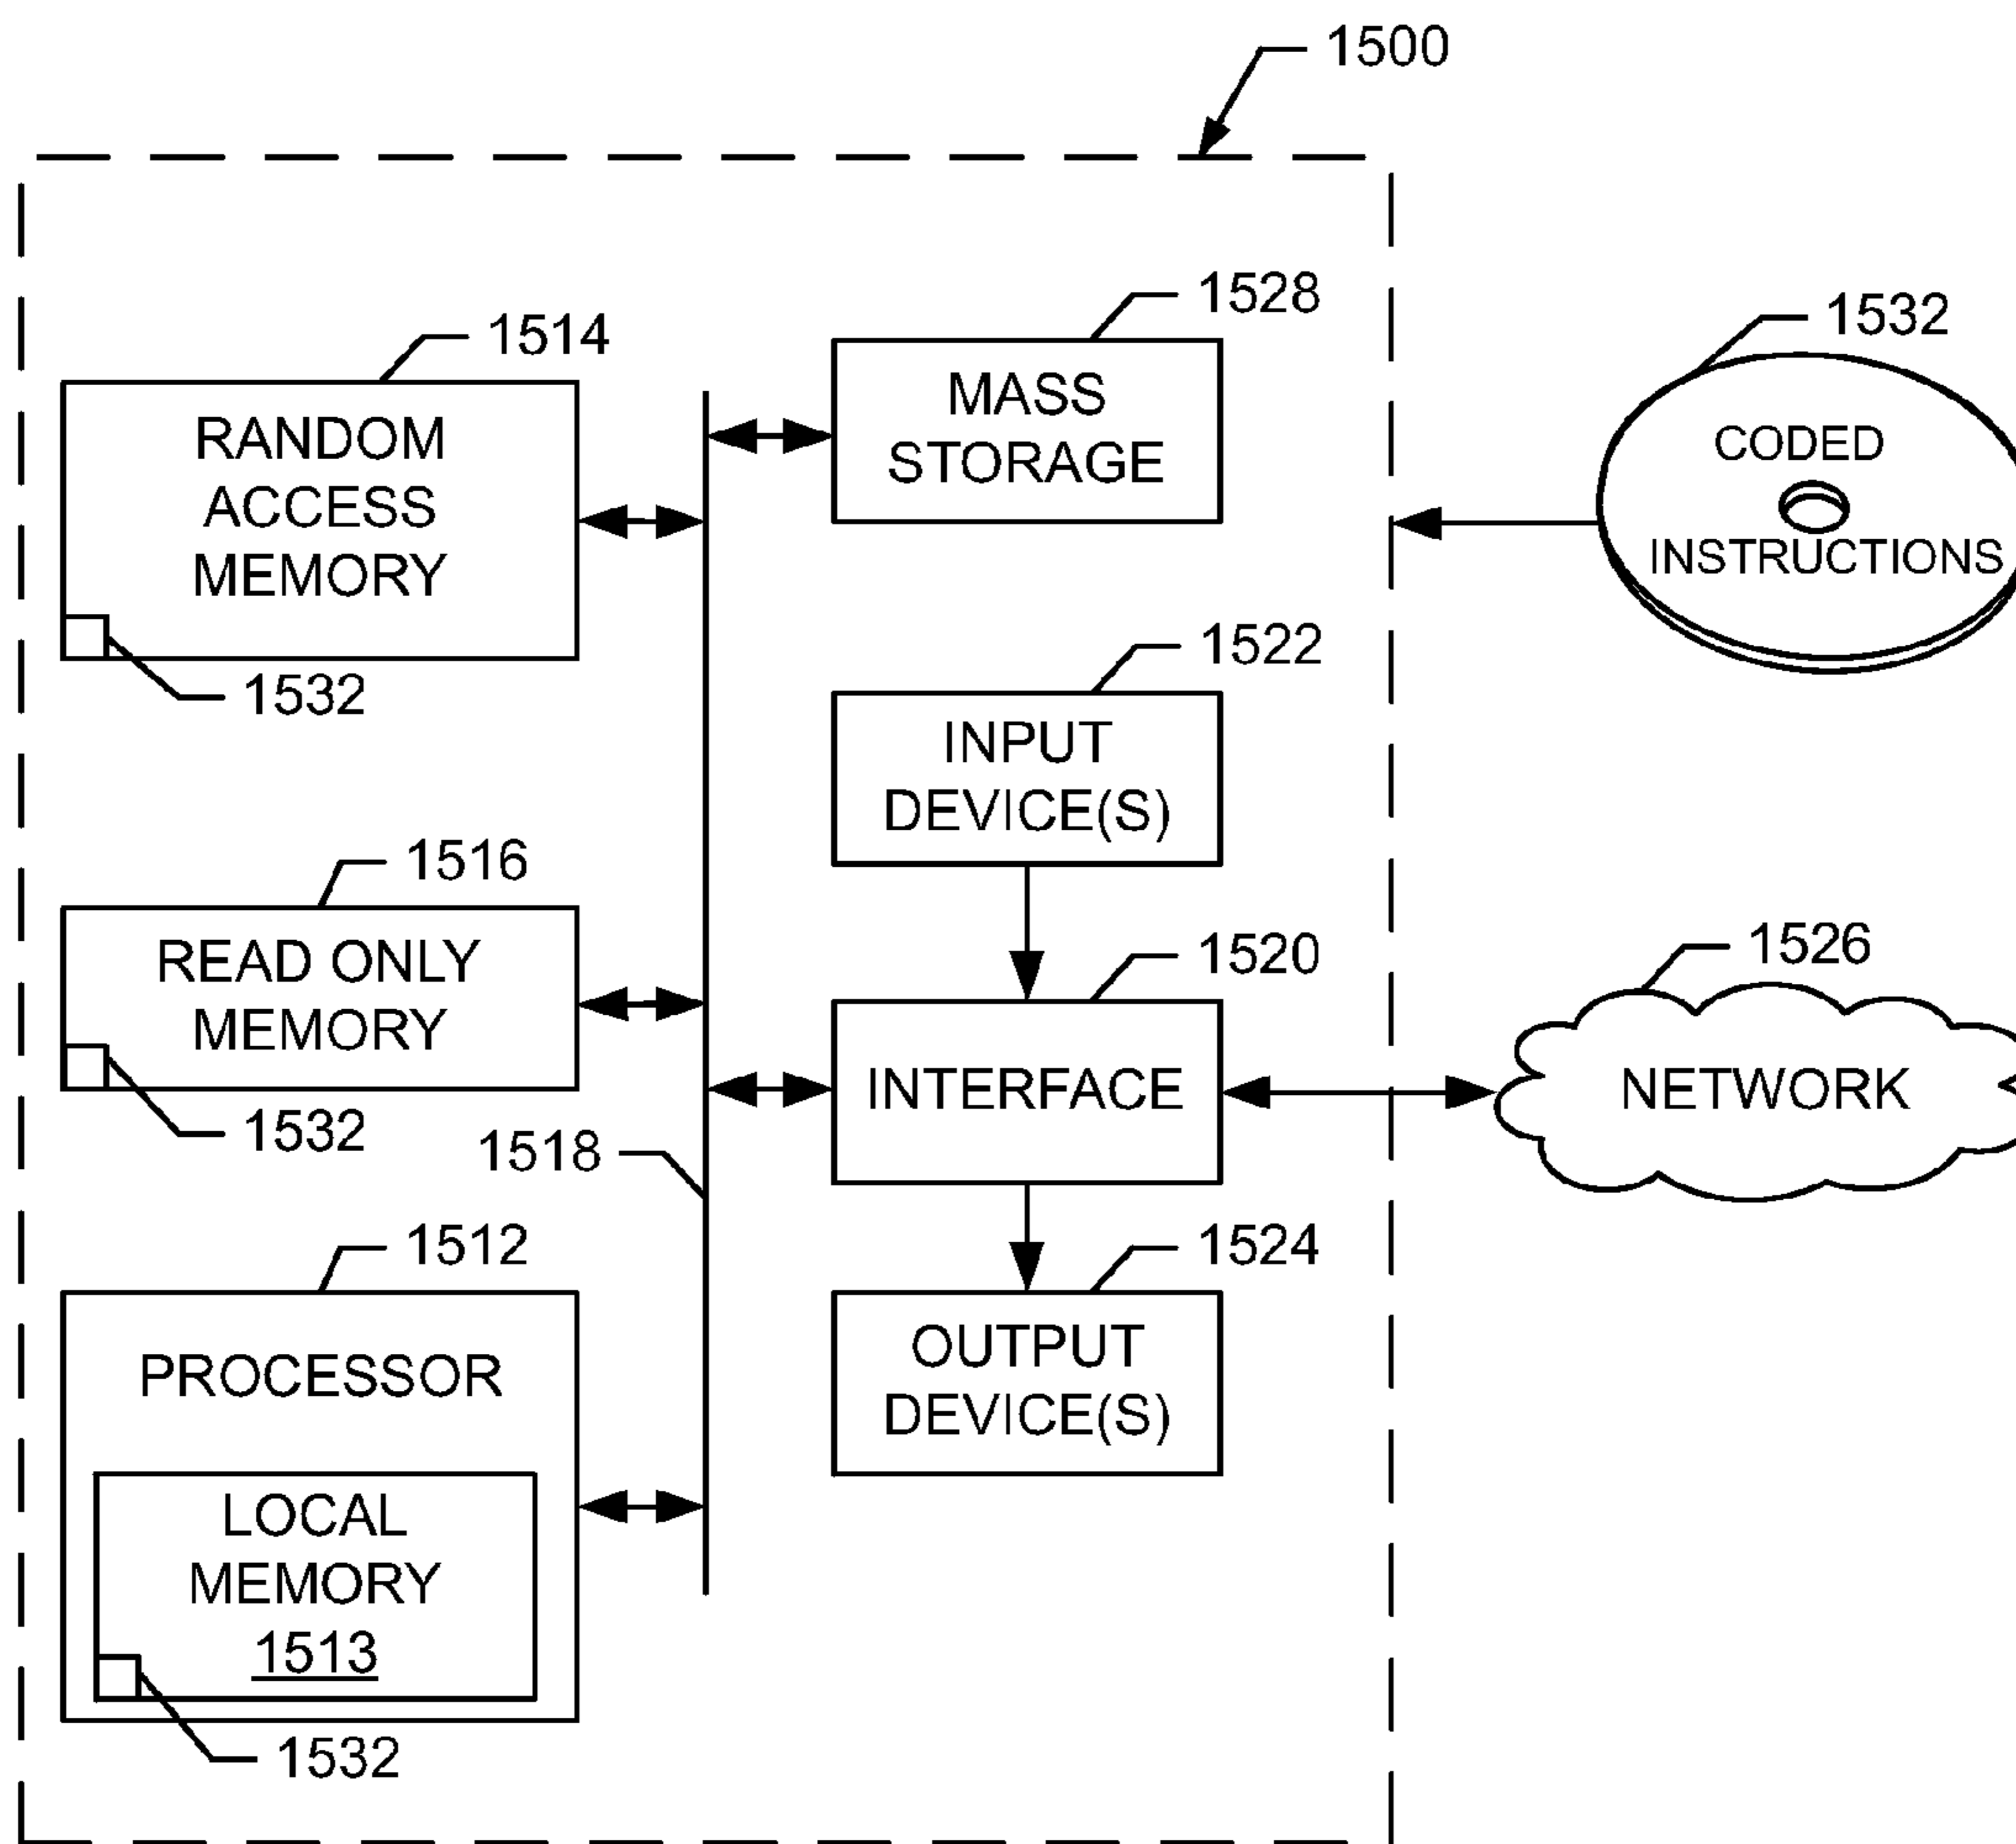 1500
1528
1514
1532
MASS
STORAGE
RANDOM
ACCESS
MEMORY
CODED
INSTRUCTIONS
1532
1522
INPUT
DEVICE(S)
1516
READ ONLY
MEMORY
1520
1526
INTERFACE
NETWORK
1532
1518
1512
1524
PROCESSOR
OUTPUT
DEVICE(S)
LOCAL
MEMORY
1513
1532